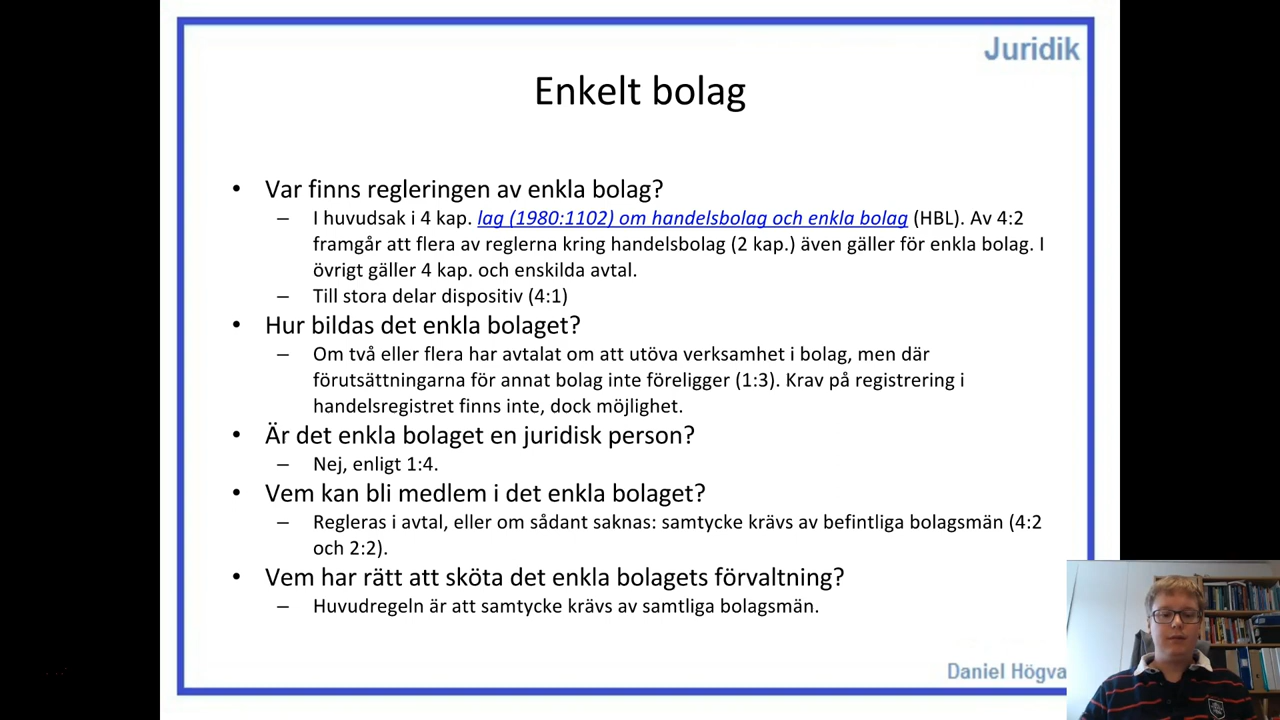 Juridik
Enkelt bolag
• Var finns regleringen av enkla bolag?
– I huvudsak i 4 kap. lag (1980:1102) om handelsbolag och enkla bolag (HBL). Av 4:2
framgår att flera av reglerna kring handelsbolag (2 kap.) även gäller för enkla bolag. I
övrigt gäller 4 kap. och enskilda avtal.
– Till stora delar dispositiv (4:1)
• Hur bildas det enkla bolaget?
– Om två eller flera har avtalat om att utöva verksamhet i bolag, men där
förutsättningarna för annat bolag inte föreligger (1:3). Krav på registrering i
handelsregistret finns inte, dock möjlighet.
• Är det enkla bolaget en juridisk person?
– Nej, enligt 1:4.
• Vem kan bli medlem i det enkla bolaget?
– Regleras i avtal, eller om sådant saknas: samtycke krävs av befintliga bolagsmän (4:2
och 2:2).
• Vem har rätt att sköta det enkla bolagets förvaltning?
– Huvudregeln är att samtycke krävs av samtliga bolagsmän.
Daniel Högva